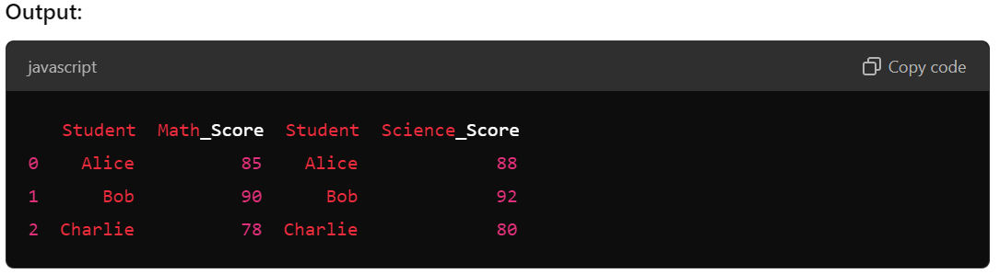 Output:
javascript Copy code
Student Math_Score Student Science_Score
0 Alice 85 Alice 88
1 Bob 90 Bob 92
2 Charlie 78 Charlie 80